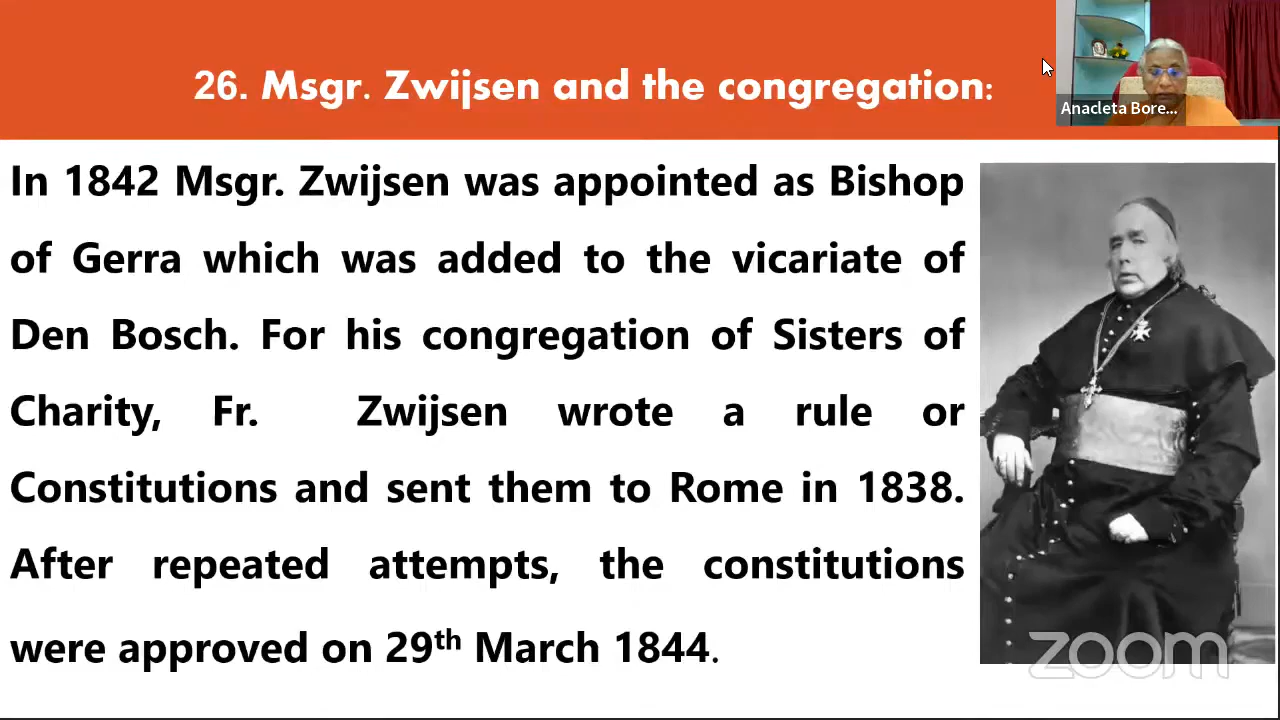 26. Msgr. Zwijsen and the congregation:
Anacleta Bore...
In 1842 Msgr. Zwijsen was appointed as Bishop
of Gerra which was added to the vicariate of
Den Bosch. For his congregation of Sisters of
Charity, Fr. Zwijsen wrote a rule or
Constitutions and sent them to Rome in 1838.
After repeated attempts, the constitutions
were approved on 29th March 1844.
zoom